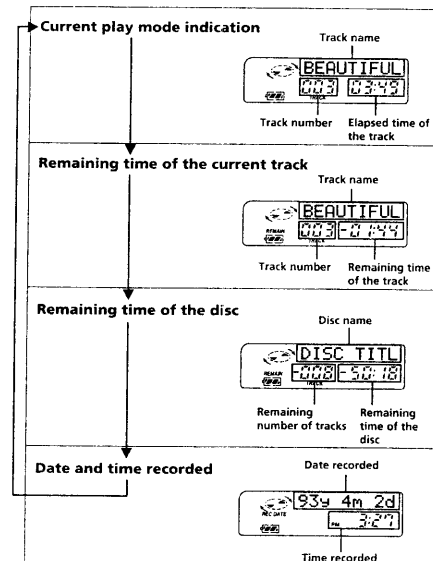 Current play mode indication
Track name
BEAUTIFUL
003 03:45
TRACK
Track number
Elapsed time of
the track
Remaining time of the current track
Track name
BEAUTIFUL
REMAIN
003 -01:44
TRACK
Track number
Remaining time
of the track
Remaining time of the disc
Disc name
DISC TITL
REMAIN
-008 -50:18
TRACK
Remaining
number of tracks
Remaining
time of the
disc
Date and time recorded
Date recorded
93y 4m 2d
REC DATE
PM 3:27
Time recorded